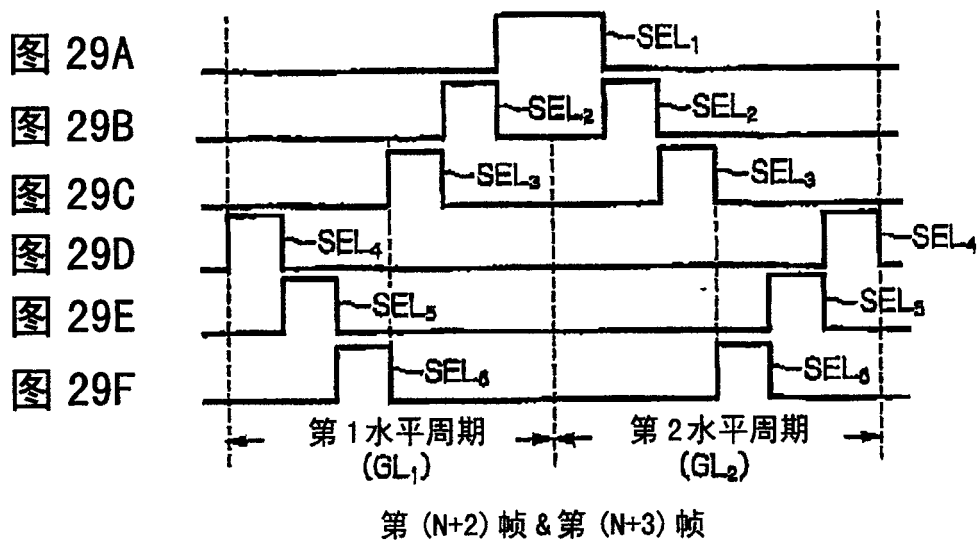 图 29A
SEL₁
图 29B
SEL₂
SEL₂
图 29C
SEL₃
SEL₃
图 29D
SEL₄
SEL₄
图 29E
SEL₅
SEL₅
图 29F
SEL₆
SEL₆
第1水平周期
(GL₁)
第2水平周期
(GL₂)
第 (N+2) 帧 & 第 (N+3) 帧